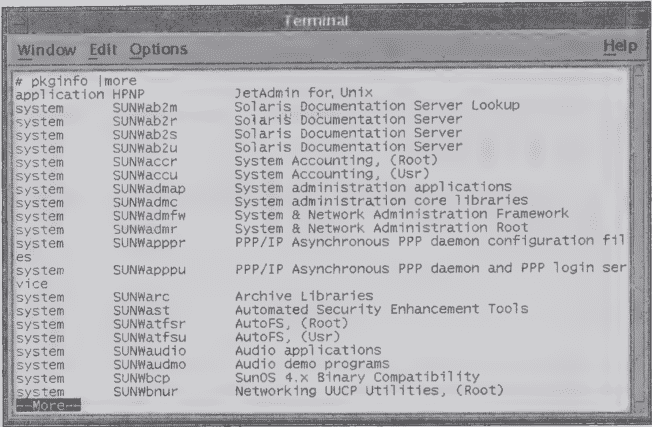 Terminal
Window Edit Options Help
# pkginfo |more
application HPNP JetAdmin for Unix
system SUNWab2m Solaris Documentation Server Lookup
system SUNWab2r Solaris Documentation Server
system SUNWab2s Solaris Documentation Server
system SUNWab2u Solaris Documentation Server
system SUNWaccr System Accounting, (Root)
system SUNWaccu System Accounting, (Usr)
system SUNWadmap System administration applications
system SUNWadmc System administration core libraries
system SUNWadmfw System & Network Administration Framework
system SUNWadmr System & Network Administration Root
system SUNWapppr PPP/IP Asynchronous PPP daemon configuration fil
es
system SUNWapppu PPP/IP Asynchronous PPP daemon and PPP login ser
vice
system SUNWarc Archive Libraries
system SUNWast Automated Security Enhancement Tools
system SUNWatfsr AutoFS, (Root)
system SUNWatfsu AutoFS, (Usr)
system SUNWaudio Audio applications
system SUNWaudmo Audio demo programs
system SUNWbcp SunOS 4.x Binary Compatibility
system SUNWbnur Networking UUCP Utilities, (Root)
--More--